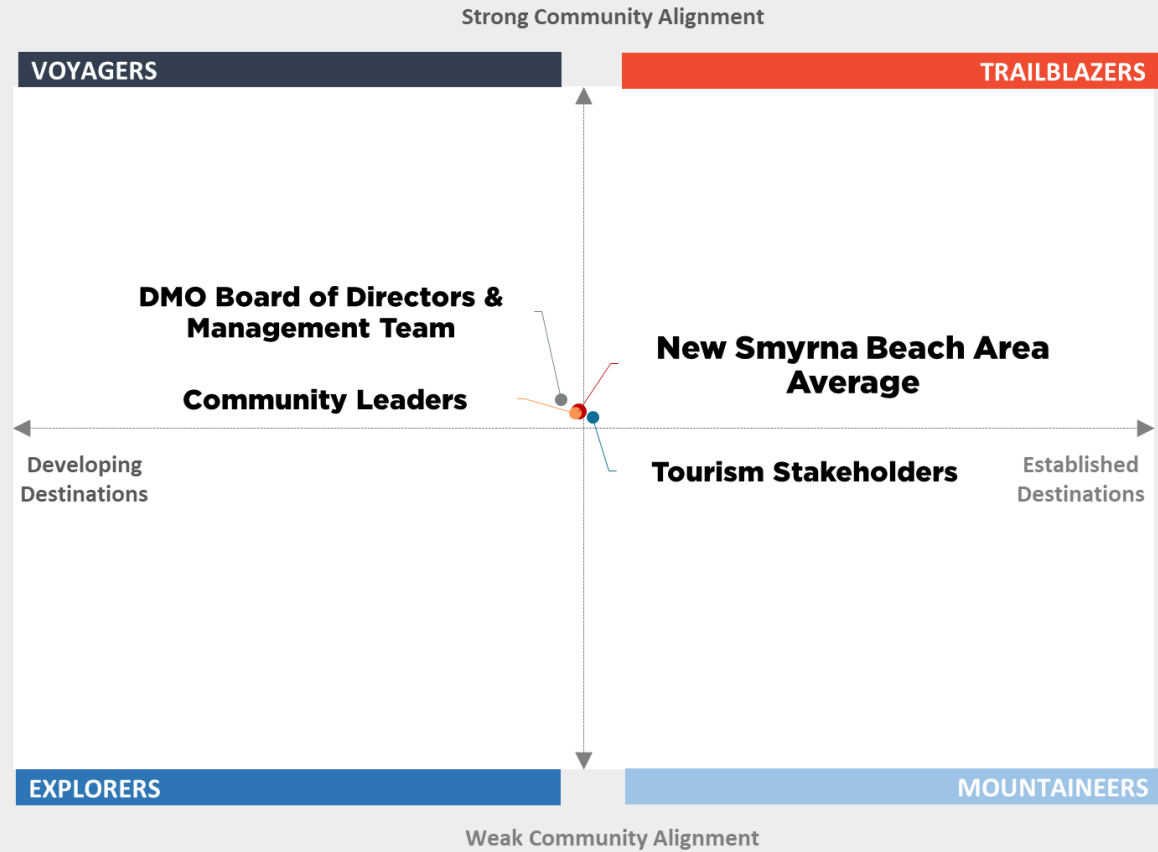 Strong Community Alignment
VOYAGERS
TRAILBLAZERS
DMO Board of Directors &
Management Team
New Smyrna Beach Area
Average
Community Leaders
Developing
Destinations
Tourism Stakeholders
Established
Destinations
EXPLORERS
MOUNTAINEERS
Weak Community Alignment